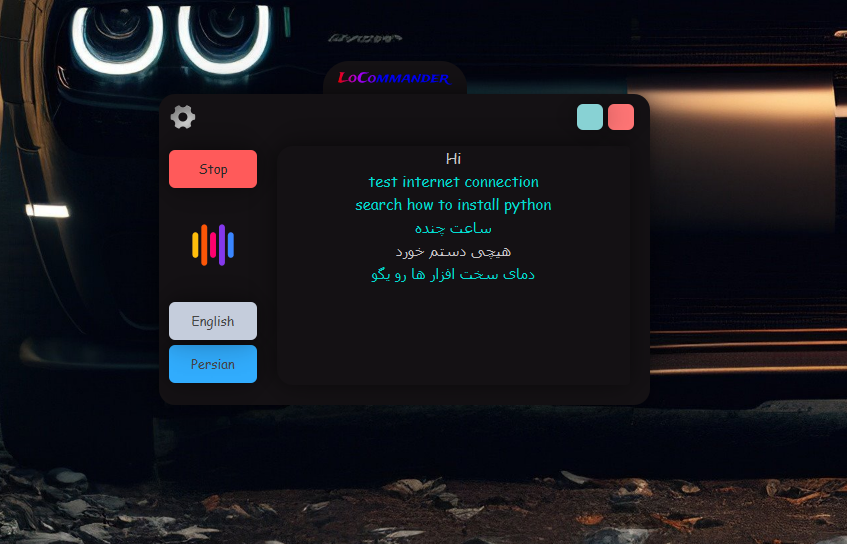 LOCOMMANDER
Stop
Hi
test internet connection
search how to install python
ساعت چنده
هیچی دستم خورد
دمای سخت افزار ها رو یگو
English
Persian